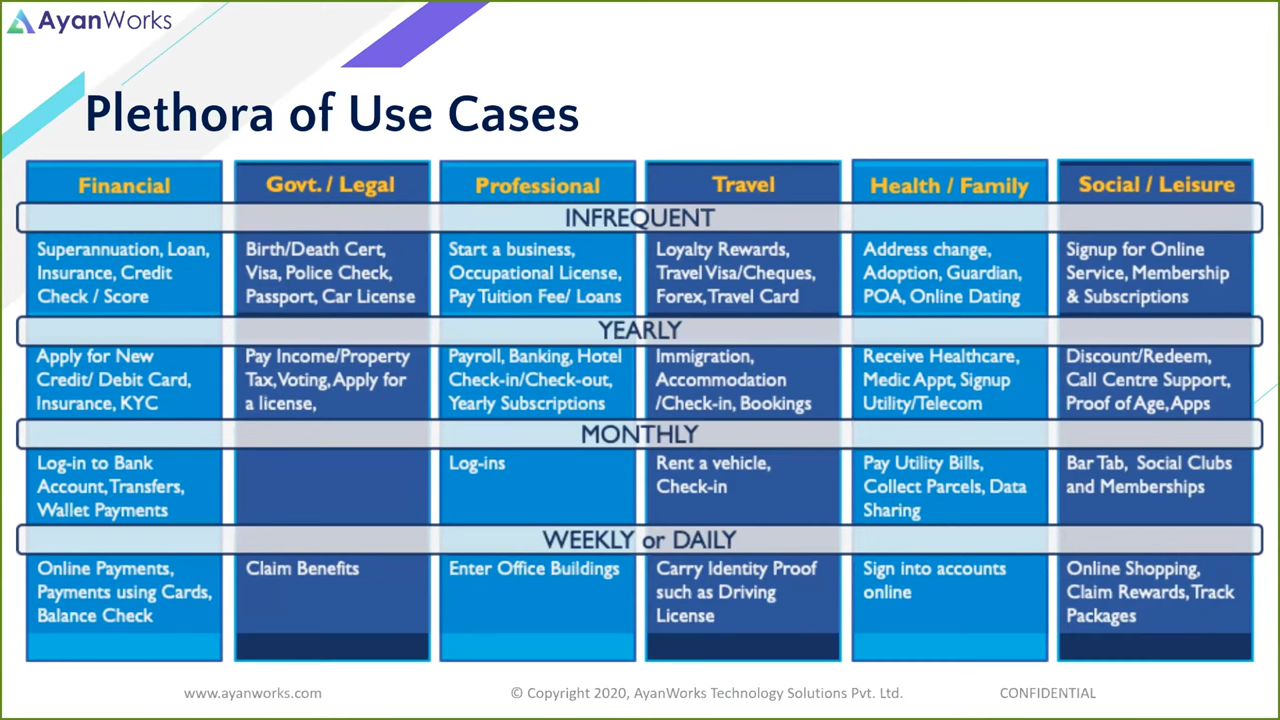 AyanWorks
Plethora of Use Cases
Financial
Govt. / Legal
Professional
Travel
Health / Family
Social / Leisure
INFREQUENT
Superannuation, Loan,
Insurance, Credit
Check / Score
Birth/Death Cert,
Visa, Police Check,
Passport, Car License
Start a business,
Occupational License,
Pay Tuition Fee/ Loans
Loyalty Rewards,
Travel Visa/Cheques,
Forex, Travel Card
Address change,
Adoption, Guardian,
POA, Online Dating
Signup for Online
Service, Membership
& Subscriptions
YEARLY
Apply for New
Credit/ Debit Card,
Insurance, KYC
Pay Income/Property
Tax, Voting, Apply for
a license,
Payroll, Banking, Hotel
Check-in/Check-out,
Yearly Subscriptions
Immigration,
Accommodation
/Check-in, Bookings
Receive Healthcare,
Medic Appt, Signup
Utility/Telecom
Discount/Redeem,
Call Centre Support,
Proof of Age, Apps
MONTHLY
Log-in to Bank
Account, Transfers,
Wallet Payments
Log-ins
Rent a vehicle,
Check-in
Pay Utility Bills,
Collect Parcels, Data
Sharing
Bar Tab, Social Clubs
and Memberships
WEEKLY or DAILY
Online Payments,
Payments using Cards,
Balance Check
Claim Benefits
Enter Office Buildings
Carry Identity Proof
such as Driving
License
Sign into accounts
online
Online Shopping,
Claim Rewards, Track
Packages
www.ayanworks.com
© Copyright 2020, AyanWorks Technology Solutions Pvt. Ltd.
CONFIDENTIAL